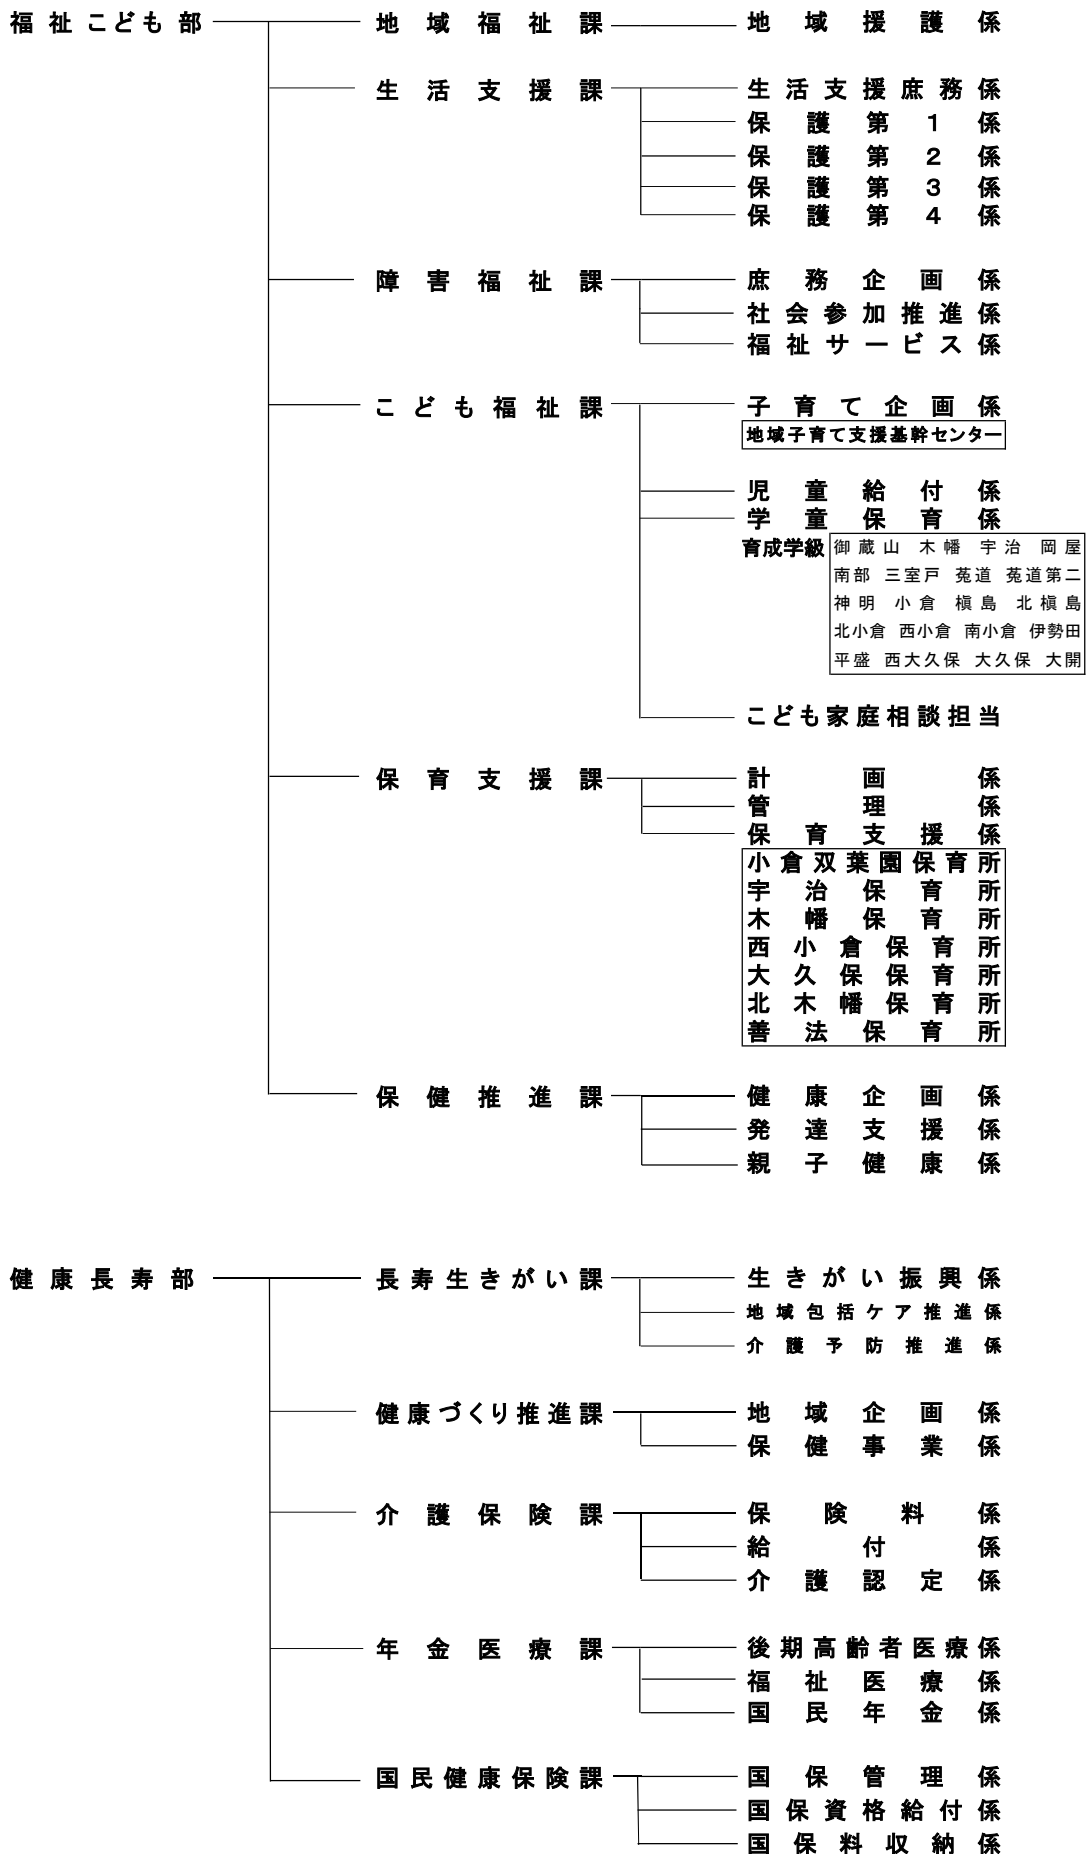 福祉こども部 地域福祉課 地域援護係
生活支援課 生活支援庶務係
保護第1係
保護第2係
保護第3係
保護第4係
障害福祉課 庶務企画係
社会参加推進係
福祉サービス係
こども福祉課 子育て企画係
地域子育て支援基幹センター
児童給付係
学童保育係
育成学級 御蔵山 木幡 宇治 岡屋
南部 三室戸 菟道 菟道第二
神明 小倉 槇島 北槇島
北小倉 西小倉 南小倉 伊勢田
平盛 西大久保 大久保 大開
こども家庭相談担当
保育支援課 計画係
管理係
保育支援係
小倉双葉園保育所
宇治保育所
木幡保育所
西小倉保育所
大久保保育所
北木幡保育所
善法保育所
保健推進課 健康企画係
発達支援係
親子健康係
健康長寿部 長寿生きがい課 生きがい振興係
地域包括ケア推進係
介護予防推進係
健康づくり推進課 地域企画係
保健事業係
介護保険課 保険料係
給付係
介護認定係
年金医療課 後期高齢者医療係
福祉医療係
国民年金係
国民健康保険課 国保管理係
国保資格給付係
国保料収納係